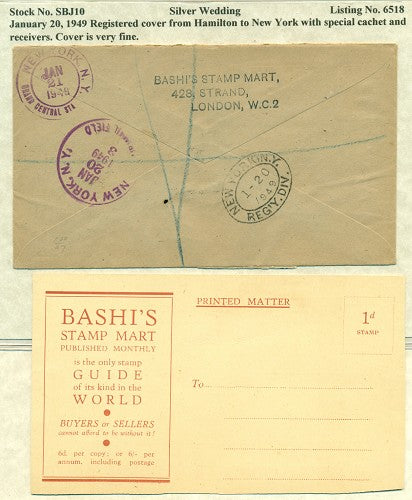 Stock No. SBJ10 Silver Wedding Listing No. 6518
January 20, 1949 Registered cover from Hamilton to New York with special cachet and
receivers. Cover is very fine.
NEW YORK, N.Y.
JAN
21
1949
GRAND CENTRAL STA
BASHI'S STAMP MART,
428, STRAND,
LONDON, W.C.2
FIELD
3
1949
JAN
20
NEW YORK N.Y.
NEW YORK, N.Y.
1-20
1949
REG'Y. DIV.
BASHI'S
STAMP MART
PUBLISHED MONTHLY
is the only stamp
GUIDE
of its kind in the
WORLD
BUYERS or SELLERS
cannot afford to be without it!
6d. per copy; or 6/- per
annum, including postage
PRINTED MATTER
1d
STAMP
To